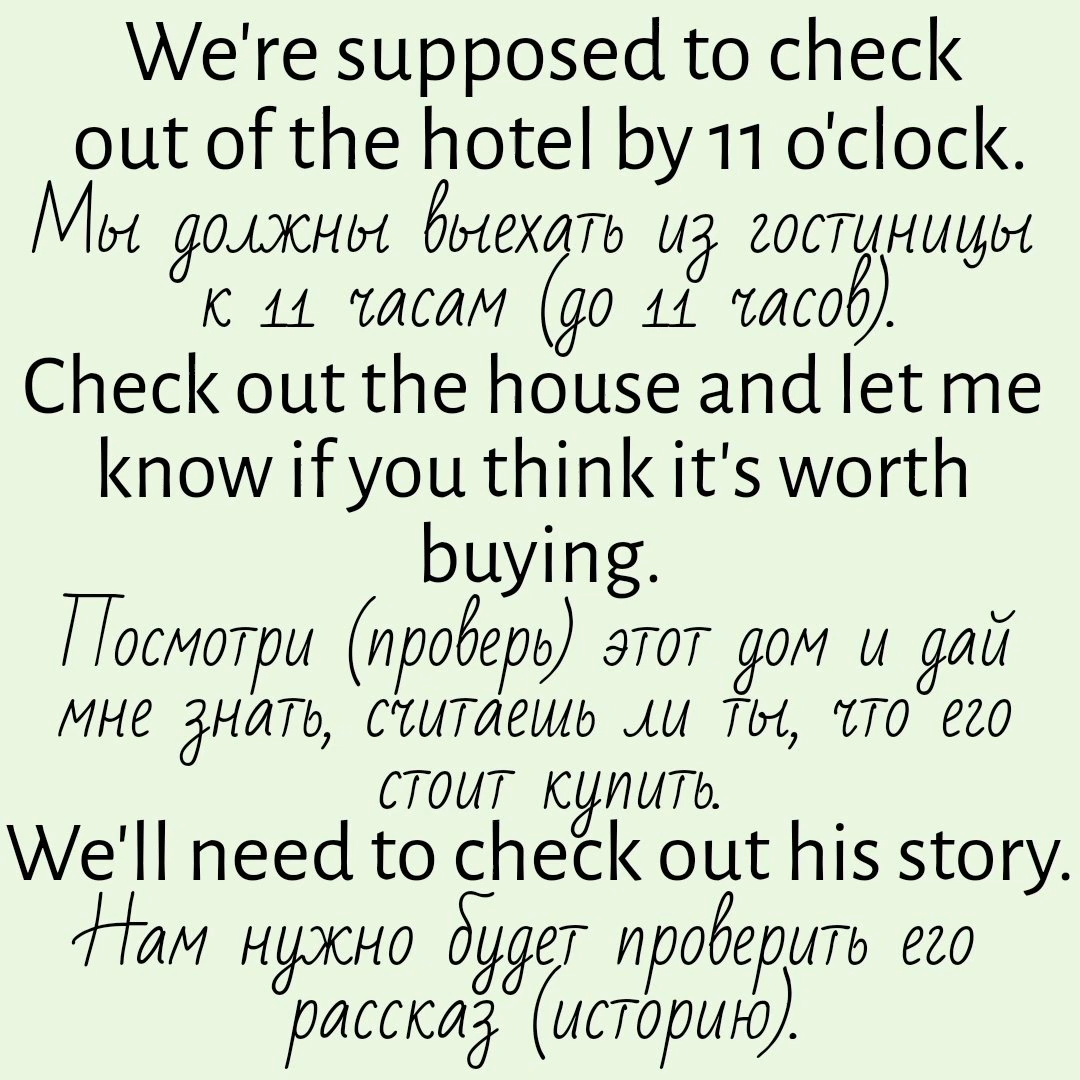 We're supposed to check
out of the hotel by 11 o'clock.
Мы должны выехать из гостиницы
к 11 часам (до 11 часов).
Check out the house and let me
know if you think it's worth
buying.
Посмотри (проверь) этот дом и дай
мне знать, считаешь ли ты, что его
стоит купить.
We'll need to check out his story.
Нам нужно будет проверить его
рассказ (историю).